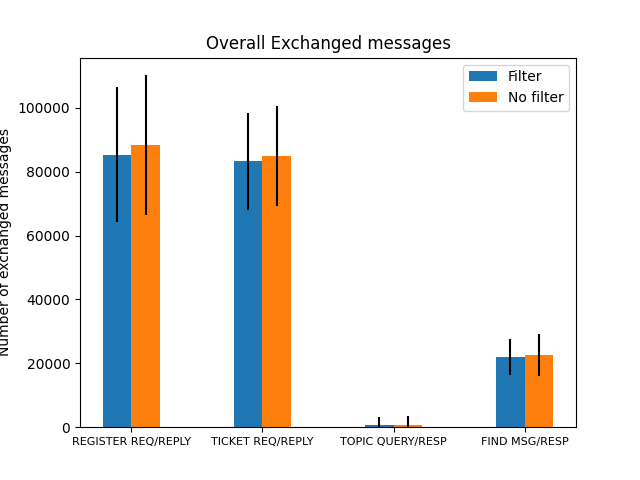 Overall Exchanged messages
Filter
No filter
Number of exchanged messages
100000
80000
60000
40000
20000
0
REGISTER REQ/REPLY
TICKET REQ/REPLY
TOPIC QUERY/RESP
FIND MSG/RESP